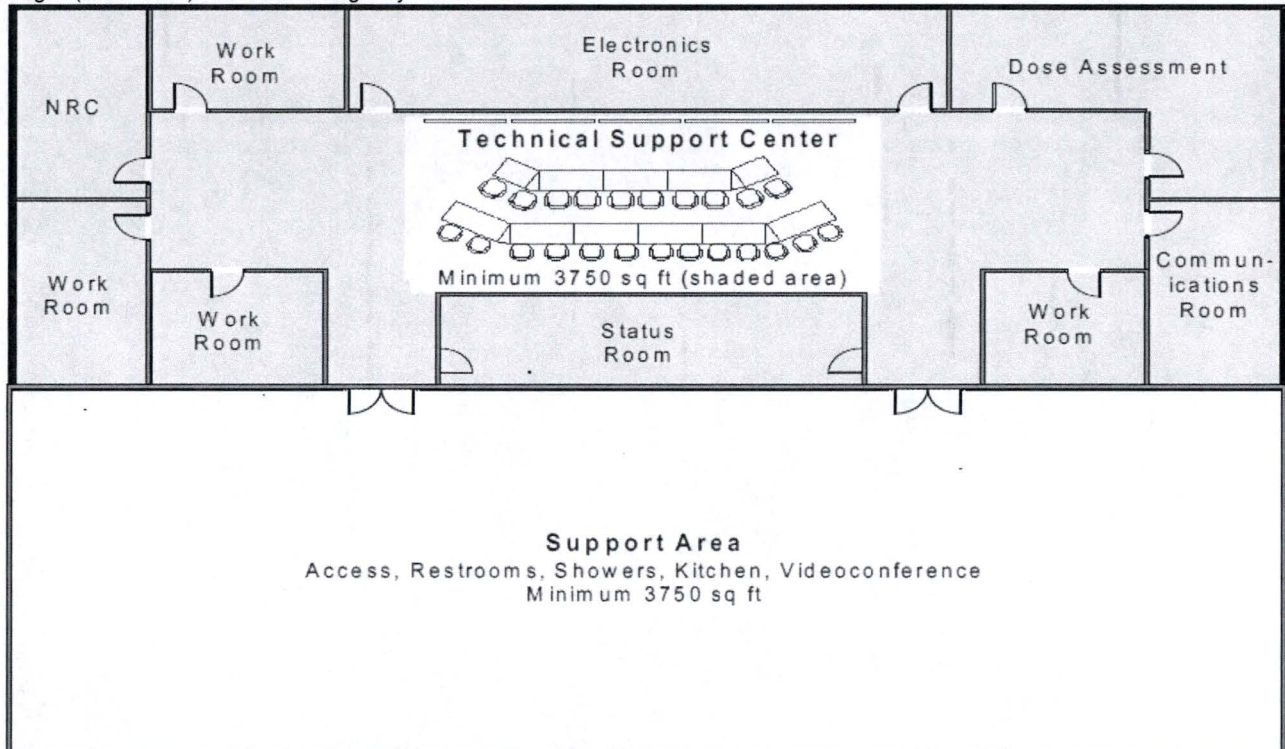 Work
Room
Electronics
Room
Dose Assessment
NRC
Technical Support Center
Minimum 3750 sq ft (shaded area)
Work
Room
Work
Room
Status
Room
Work
Room
Commun-
ications
Room
Support Area
Access, Restrooms, Showers, Kitchen, Videoconference
Minimum 3750 sq ft